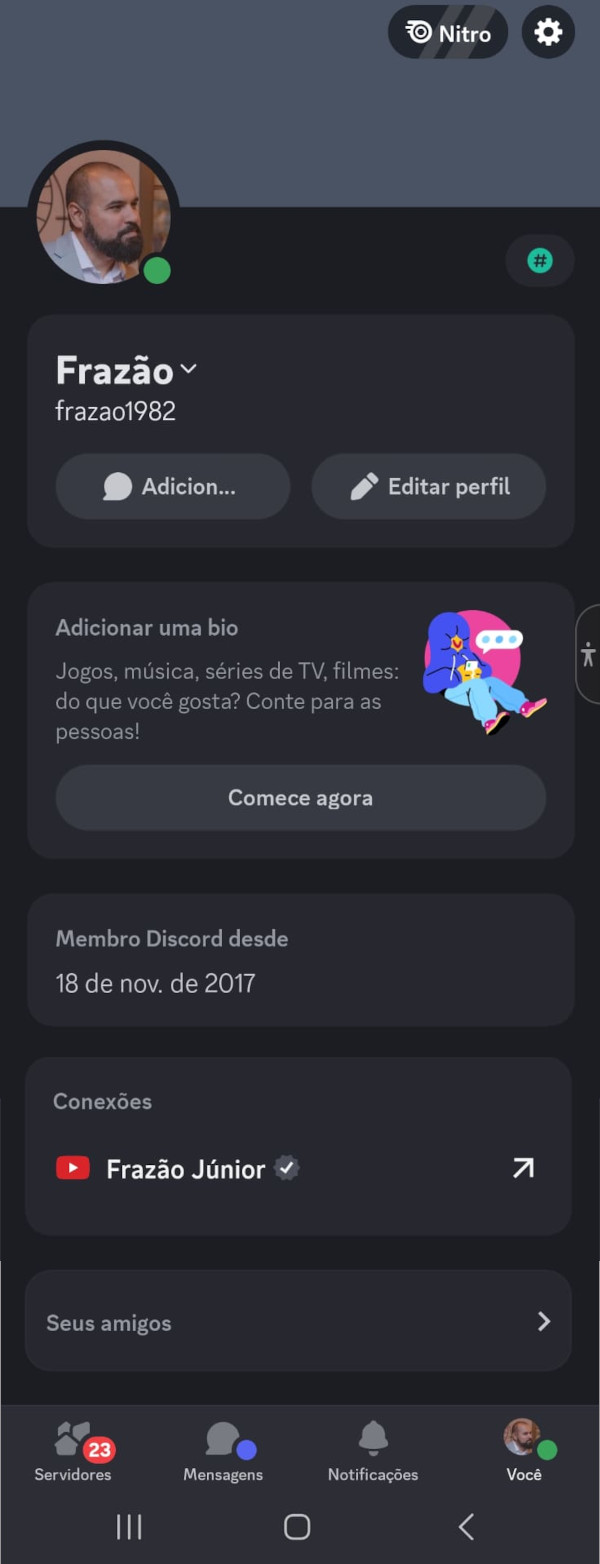 Nitro
#
Frazão
frazao1982
Adicion...
Editar perfil
Adicionar uma bio
Jogos, música, séries de TV, filmes:
do que você gosta? Conte para as
pessoas!
Comece agora
Membro Discord desde
18 de nov. de 2017
Conexões
Frazão Júnior
Seus amigos
23
Servidores
Mensagens
Notificações
Você